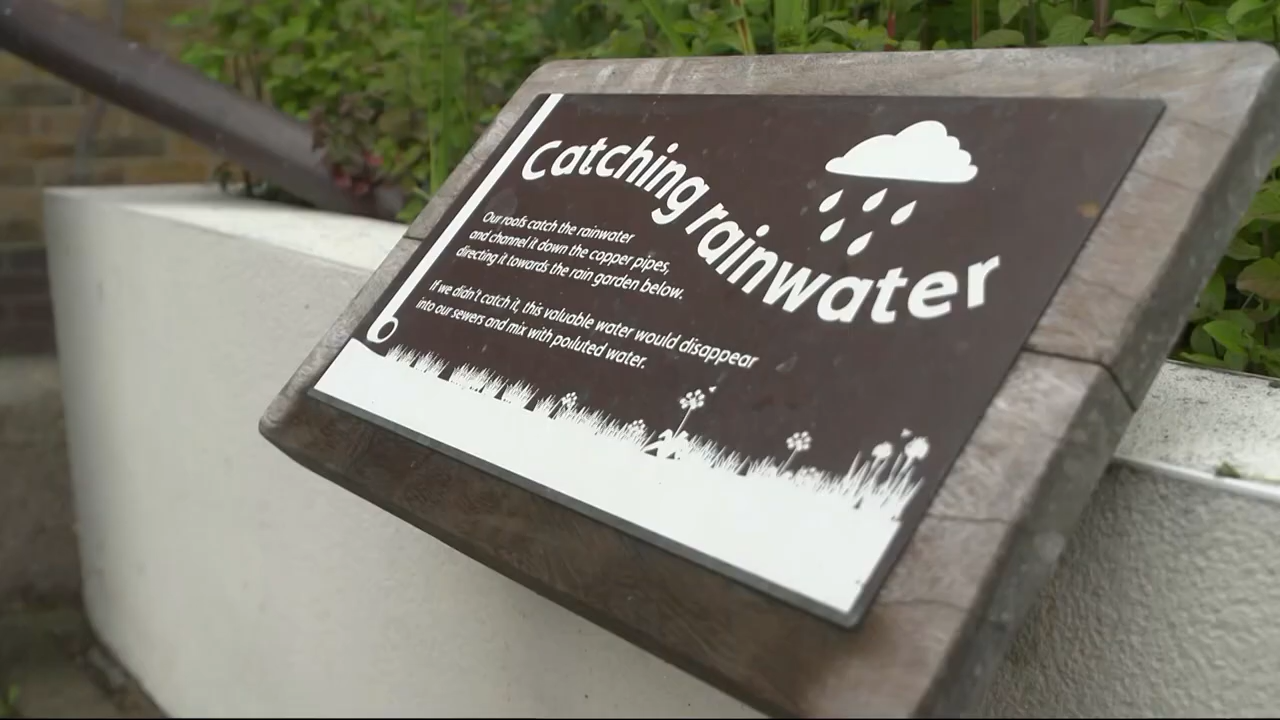 Catching rainwater
Our roofs catch the rainwater
and channel it down the copper pipes,
directing it towards the rain garden below.
If we didn't catch it, this valuable water would disappear
into our sewers and mix with polluted water.